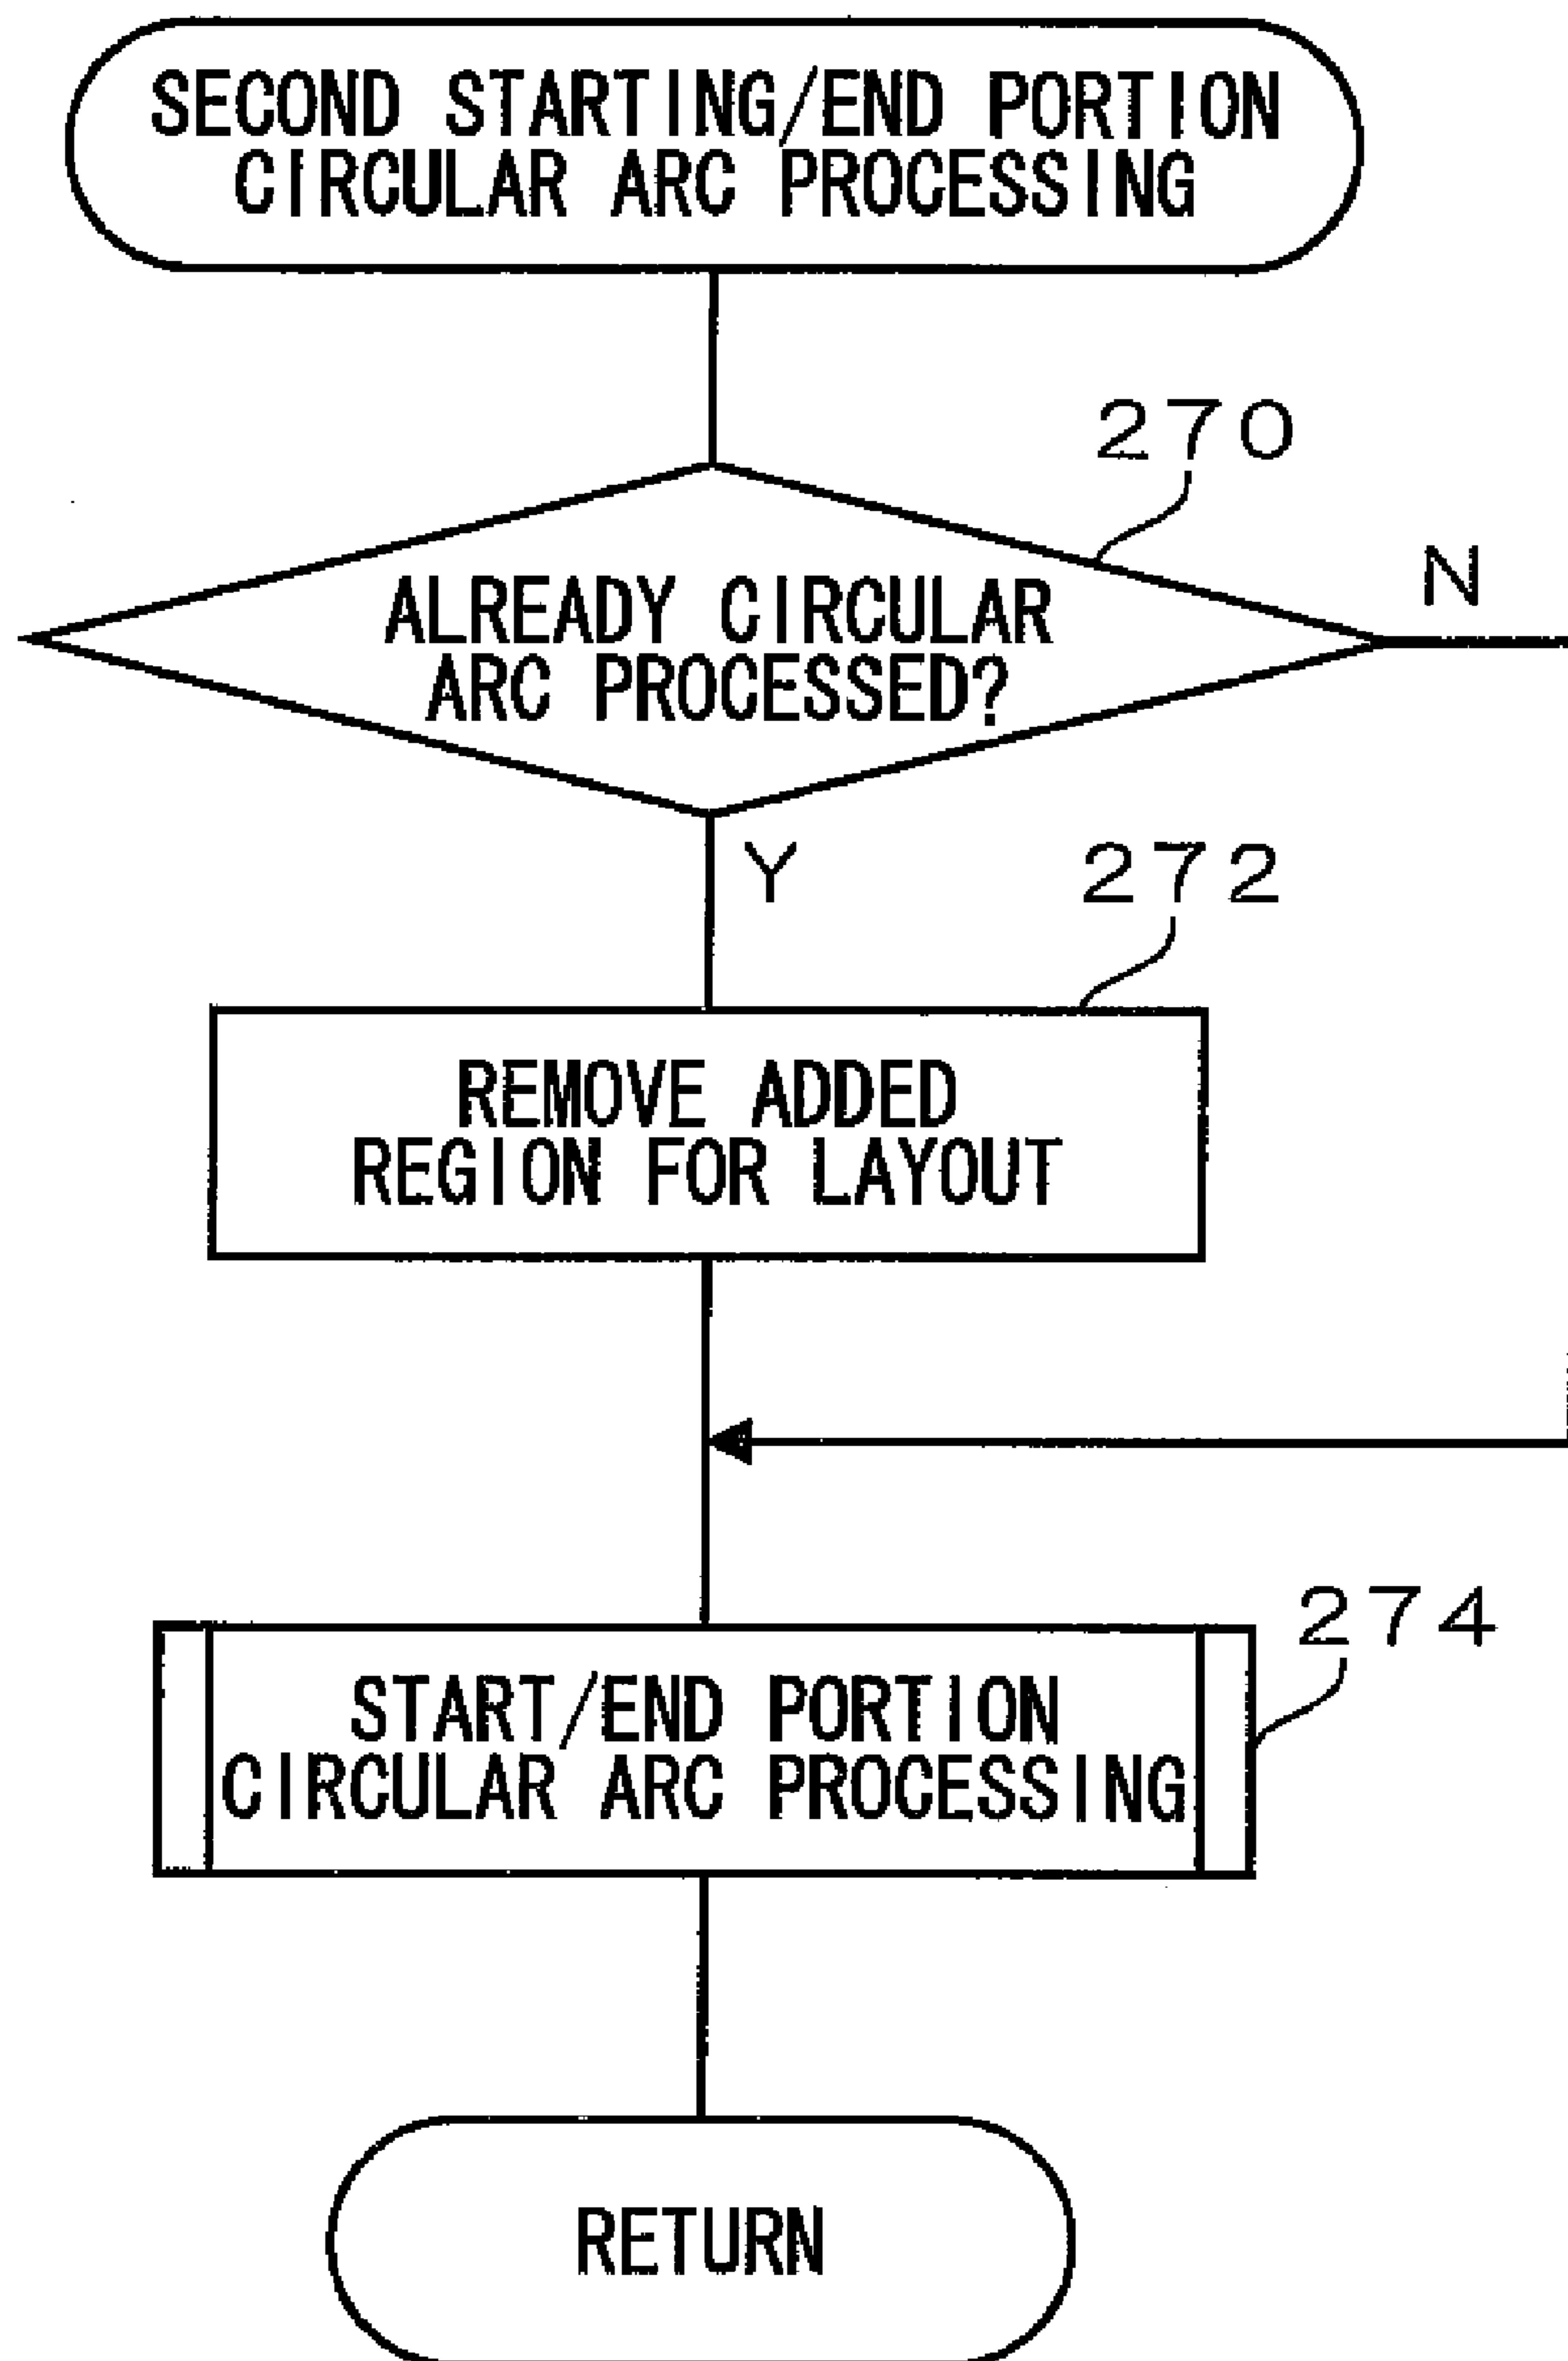 SECOND STARTING/END PORTION
CIRCULAR ARC PROCESSING
270
ALREADY CIRCULAR
ARC PROCESSED?
N
Y
272
REMOVE ADDED
REGION FOR LAYOUT
274
START/END PORTION
CIRCULAR ARC PROCESSING
RETURN